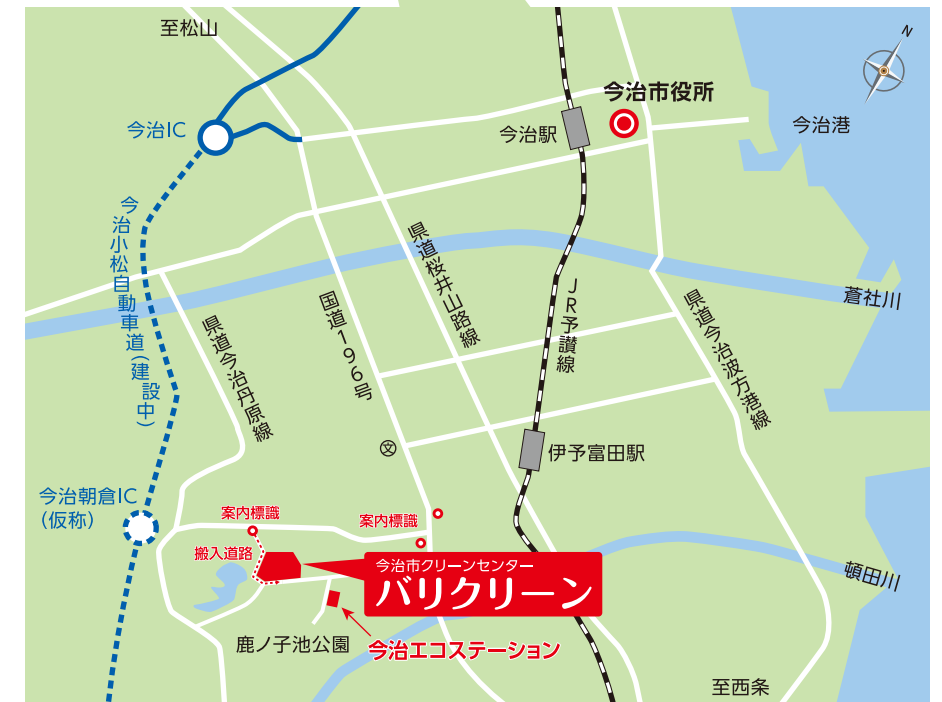 至松山
N
今治市役所
今治IC
今治駅
今治港
今治小松自動車道(建設中)
県道桜井山路線
蒼社川
国道196号
JR予讃線
県道今治波方港線
県道今治丹原線
文
伊予富田駅
今治朝倉IC
(仮称)
案内標識
案内標識
搬入道路
今治市クリーンセンター
バリクリーン
頓田川
鹿ノ子池公園
今治エコステーション
至西条